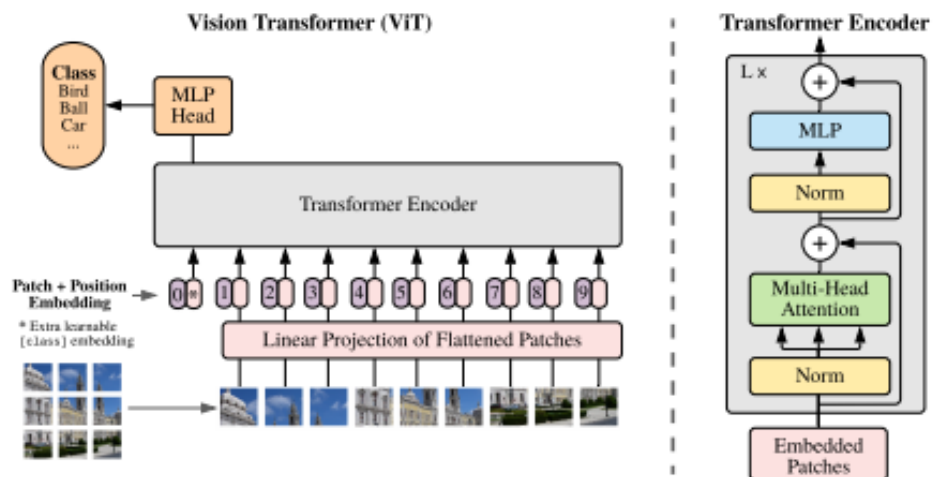 Vision Transformer (ViT)
Class
Bird
Ball
Car
...
MLP
Head
Transformer Encoder
Patch + Position
Embedding
0 * 1 2 3 4 5 6 7 8 9
* Extra learnable
[class] embedding
Linear Projection of Flattened Patches
Transformer Encoder
L ×
+
MLP
Norm
+
Multi-Head
Attention
Norm
Embedded
Patches